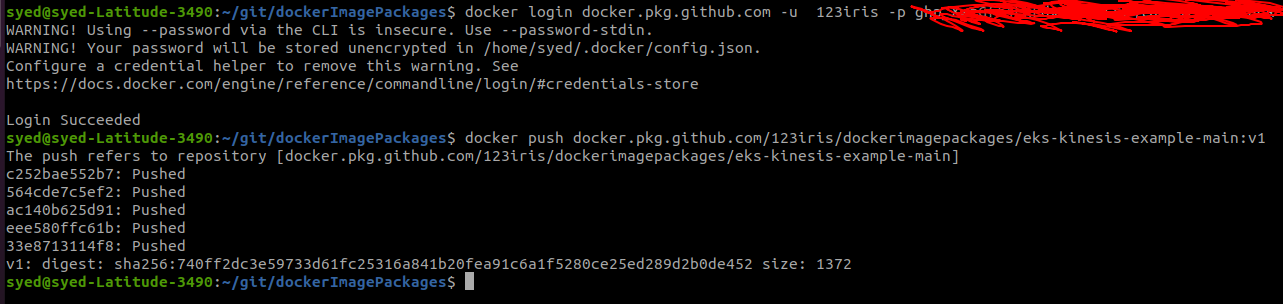 syed@syed-Latitude-3490:~/git/dockerImagePackages$ docker login docker.pkg.github.com -u  123iris -p
WARNING! Using --password via the CLI is insecure. Use --password-stdin.
WARNING! Your password will be stored unencrypted in /home/syed/.docker/config.json.
Configure a credential helper to remove this warning. See
https://docs.docker.com/engine/reference/commandline/login/#credentials-store
Login Succeeded
syed@syed-Latitude-3490:~/git/dockerImagePackages$ docker push docker.pkg.github.com/123iris/dockerimagepackages/eks-kinesis-example-main:v1
The push refers to repository [docker.pkg.github.com/123iris/dockerimagepackages/eks-kinesis-example-main]
c252bae552b7: Pushed
564cde7c5ef2: Pushed
ac140b625d91: Pushed
eee580ffc61b: Pushed
33e8713114f8: Pushed
v1: digest: sha256:740ff2dc3e59733d61fc25316a841b20fea91c6a1f5280ce25ed289d2b0de452 size: 1372
syed@syed-Latitude-3490:~/git/dockerImagePackages$